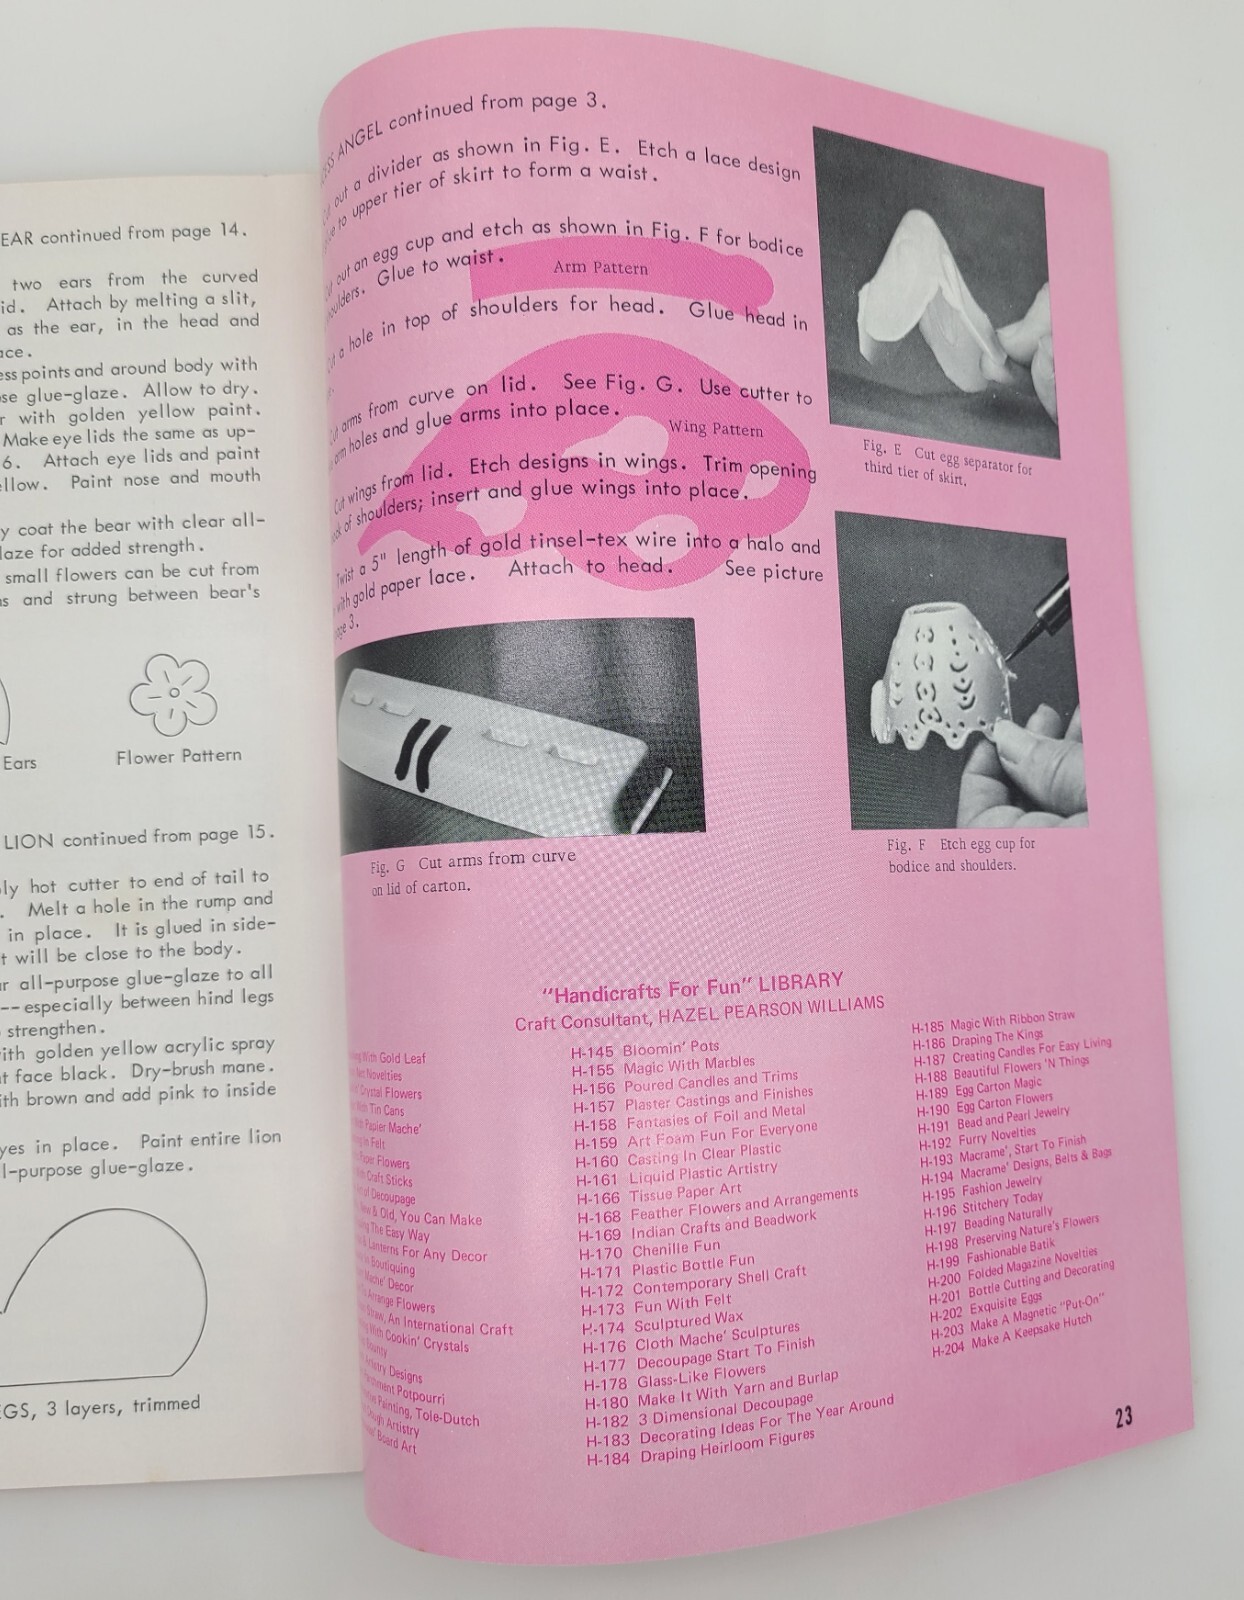 EAR continued from page 14.
two ears from the curved
id. Attach by melting a slit,
as the ear, in the head and
ace.
ess points and around body with
se glue-glaze. Allow to dry.
r with golden yellow paint.
Make eye lids the same as up-
6. Attach eye lids and paint
ellow. Paint nose and mouth
y coat the bear with clear all-
laze for added strength.
small flowers can be cut from
ns and strung between bear's
Ears
Flower Pattern
LION continued from page 15.
ly hot cutter to end of tail to
. Melt a hole in the rump and
in place. It is glued in side-
t will be close to the body.
r all-purpose glue-glaze to all
--especially between hind legs
strengthen.
ith golden yellow acrylic spray
t face black. Dry-brush mane.
ith brown and add pink to inside
yes in place. Paint entire lion
l-purpose glue-glaze.
EGS, 3 layers, trimmed
ANGEL continued from page 3.
Cut out a divider as shown in Fig. E. Etch a lace design
to upper tier of skirt to form a waist.
Cut out an egg cup and etch as shown in Fig. F for bodice
shoulders. Glue to waist.
Arm Pattern
Cut a hole in top of shoulders for head. Glue head in
Cut arms from curve on lid. See Fig. G. Use cutter to
arm holes and glue arms into place.
Wing Pattern
Cut wings from lid. Etch designs in wings. Trim opening
of shoulders; insert and glue wings into place.
Twist a 5" length of gold tinsel-tex wire into a halo and
with gold paper lace. Attach to head. See picture
page 3.
Fig. E Cut egg separator for
third tier of skirt.
Fig. F Etch egg cup for
bodice and shoulders.
Fig. G Cut arms from curve
on lid of carton.
"Handicrafts For Fun" LIBRARY
Craft Consultant, HAZEL PEARSON WILLIAMS
With Gold Leaf
Novelties
Crystal Flowers
Tin Cans
Papier Mache'
In Felt
Paper Flowers
Craft Sticks
of Decoupage
& Old, You Can Make
The Easy Way
& Lanterns For Any Decor
Boutiquing
Mache' Decor
Arrange Flowers
Straw, An International Craft
With Cookin' Crystals
Artistry Designs
Potpourri
Painting, Tole-Dutch
Artistry
Board Art
H-145 Bloomin' Pots
H-155 Magic With Marbles
H-156 Poured Candles and Trims
H-157 Plaster Castings and Finishes
H-158 Fantasies of Foil and Metal
H-159 Art Foam Fun For Everyone
H-160 Casting In Clear Plastic
H-161 Liquid Plastic Artistry
H-166 Tissue Paper Art
H-168 Feather Flowers and Arrangements
H-169 Indian Crafts and Beadwork
H-170 Chenille Fun
H-171 Plastic Bottle Fun
H-172 Contemporary Shell Craft
H-173 Fun With Felt
H-174 Sculptured Wax
H-176 Cloth Mache' Sculptures
H-177 Decoupage Start To Finish
H-178 Glass-Like Flowers
H-180 Make It With Yarn and Burlap
H-182 3 Dimensional Decoupage
H-183 Decorating Ideas For The Year Around
H-184 Draping Heirloom Figures
H-185 Magic With Ribbon Straw
H-186 Draping The Kings
H-187 Creating Candles For Easy Living
H-188 Beautiful Flowers 'N Things
H-189 Egg Carton Magic
H-190 Egg Carton Flowers
H-191 Bead and Pearl Jewelry
H-192 Furry Novelties
H-193 Macrame', Start To Finish
H-194 Macrame' Designs, Belts & Bags
H-195 Fashion Jewelry
H-196 Stitchery Today
H-197 Beading Naturally
H-198 Preserving Nature's Flowers
H-199 Fashionable Batik
H-200 Folded Magazine Novelties
H-201 Bottle Cutting and Decorating
H-202 Exquisite Eggs
H-203 Make A Magnetic "Put-On"
H-204 Make A Keepsake Hutch
23